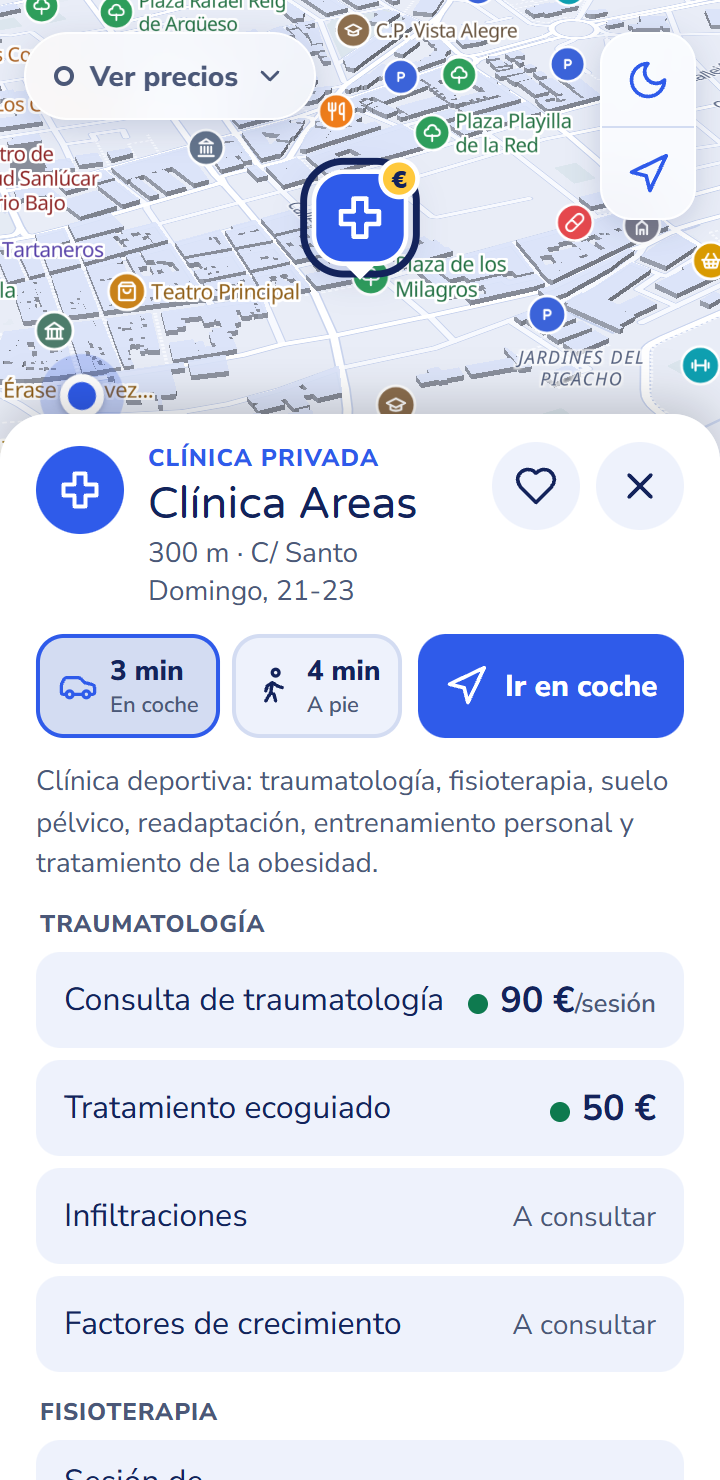 Plaza Rafael Reig
de Argüeso
C.P. Vista Alegre
Ver precios
P
P
Plaza Playilla
de la Red
tro de
ud Sanlúcar
rio Bajo
€
Tartaneros
Plaza de los
Milagros
la
Teatro Principal
P
JARDINES DEL
PICACHO
Érase
vez...
CLÍNICA PRIVADA
Clínica Areas
300 m · C/ Santo
Domingo, 21-23
3 min
En coche
4 min
A pie
Ir en coche
Clínica deportiva: traumatología, fisioterapia, suelo
pélvico, readaptación, entrenamiento personal y
tratamiento de la obesidad.
TRAUMATOLOGÍA
Consulta de traumatología 90 €/sesión
Tratamiento ecoguiado 50 €
Infiltraciones A consultar
Factores de crecimiento A consultar
FISIOTERAPIA
Sesión de